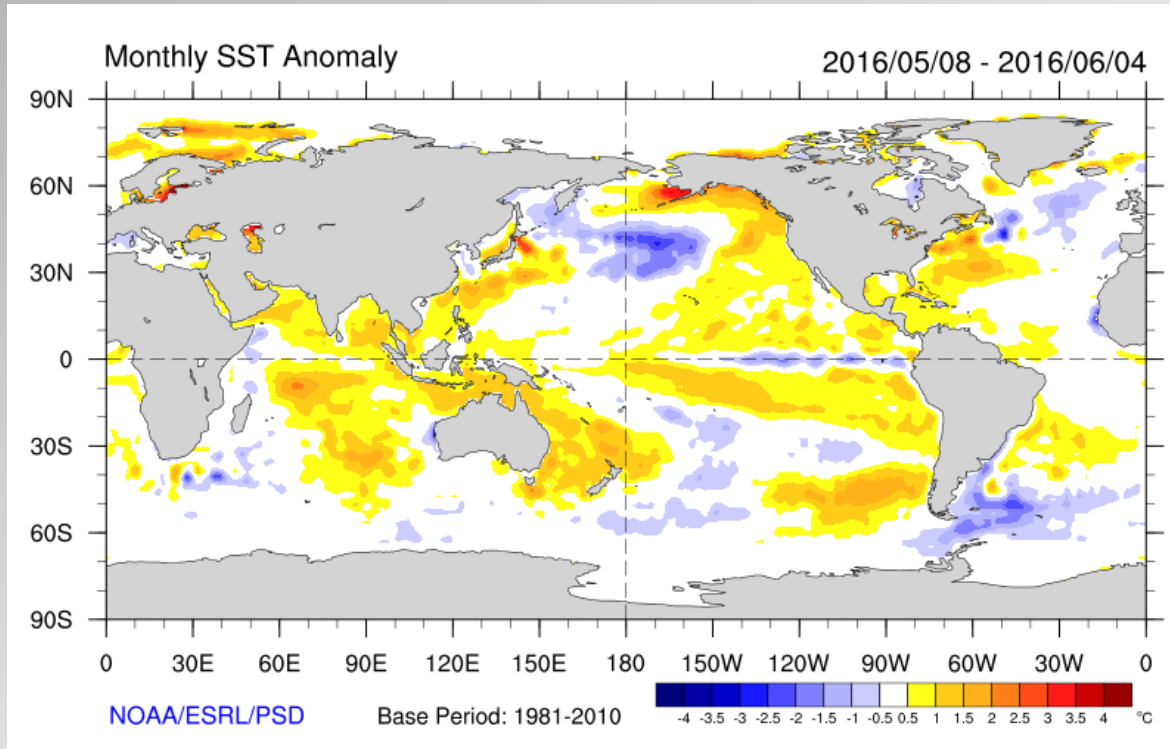 Monthly SST Anomaly
2016/05/08 - 2016/06/04
90N
60N
30N
0
30S
60S
90S
0 30E 60E 90E 120E 150E 180 150W 120W 90W 60W 30W 0
NOAA/ESRL/PSD
Base Period: 1981-2010
-4 -3.5 -3 -2.5 -2 -1.5 -1 -0.5 0.5 1 1.5 2 2.5 3 3.5 4 °C